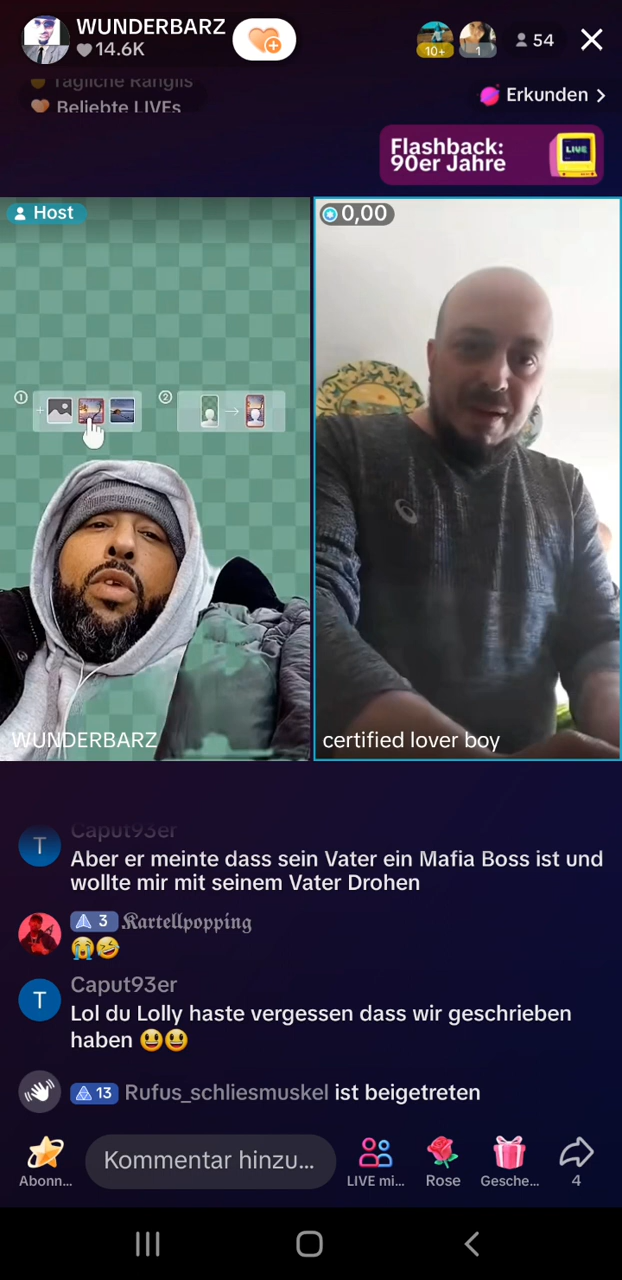 WUNDERBARZ
14.6K
10+
1
54
Tägliche Ranglis
Beliebte LIVEs
Erkunden
Flashback:
90er Jahre
LIVE
Host
0,00
1
2
WUNDERBARZ
certified lover boy
Caput93er
T
Aber er meinte dass sein Vater ein Mafia Boss ist und
wollte mir mit seinem Vater Drohen
3 𝕶artellpopping
😭🤣
Caput93er
T
Lol du Lolly haste vergessen dass wir geschrieben
haben 😃😃
13 Rufus_schliesmuskel ist beigetreten
Kommentar hinzu...
Abonn...
LIVE mi...
Rose
Gesche...
4